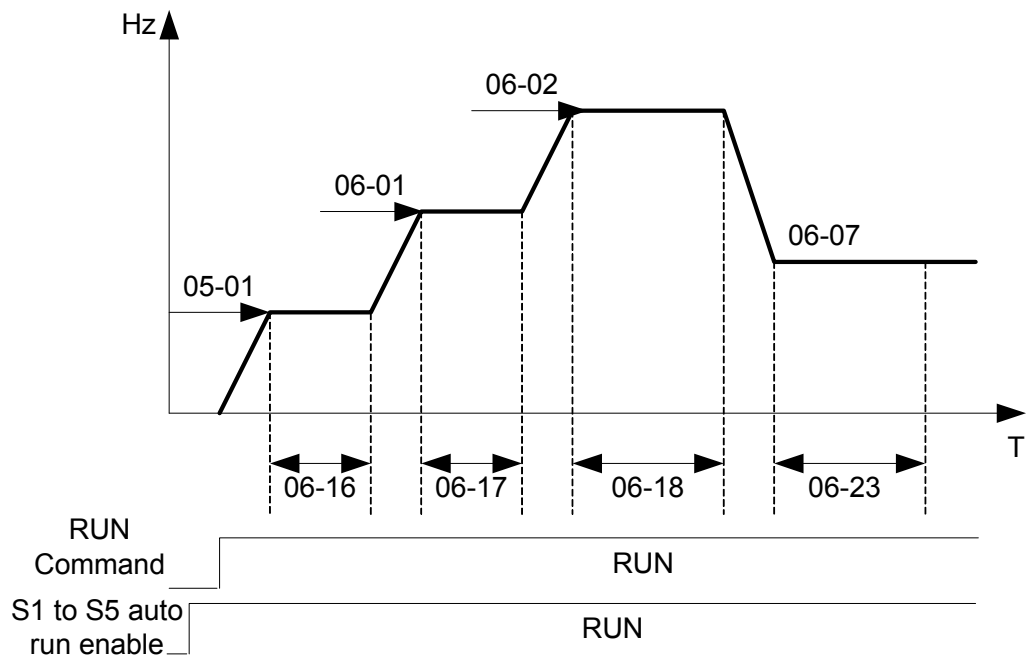 Hz
06-02
06-01
06-07
05-01
T
06-16
06-17
06-18
06-23
RUN
Command
RUN
S1 to S5 auto
run enable
RUN